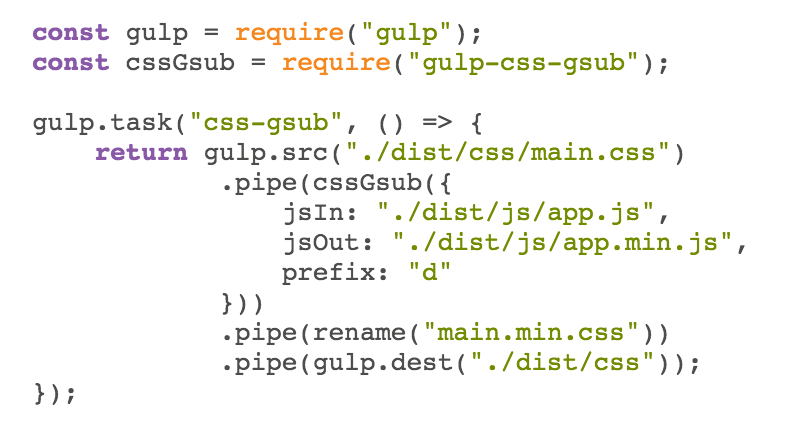 const gulp = require("gulp");
const cssGsub = require("gulp-css-gsub");

gulp.task("css-gsub", () => {
    return gulp.src("./dist/css/main.css")
            .pipe(cssGsub({
                jsIn: "./dist/js/app.js",
                jsOut: "./dist/js/app.min.js",
                prefix: "d"
            }))
            .pipe(rename("main.min.css"))
            .pipe(gulp.dest("./dist/css"));
});